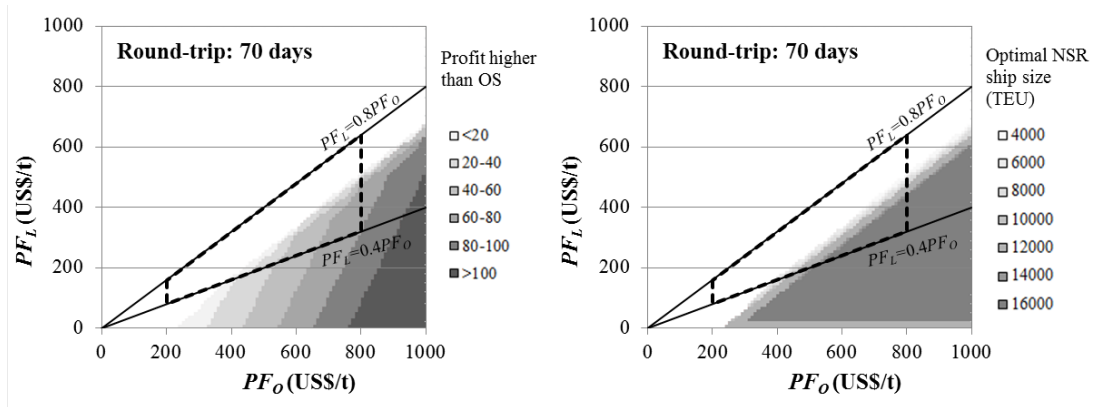 1000
800
600
400
200
0
PF_L (US$/t)
Round-trip: 70 days
PF_L=0.8PF_O
PF_L=0.4PF_O
0 200 400 600 800 1000
PF_O (US$/t)
Profit higher
than OS
<20
20-40
40-60
60-80
80-100
>100
1000
800
600
400
200
0
PF_L (US$/t)
Round-trip: 70 days
PF_L=0.8PF_O
PF_L=0.4PF_O
0 200 400 600 800 1000
PF_O (US$/t)
Optimal NSR
ship size
(TEU)
4000
6000
8000
10000
12000
14000
16000